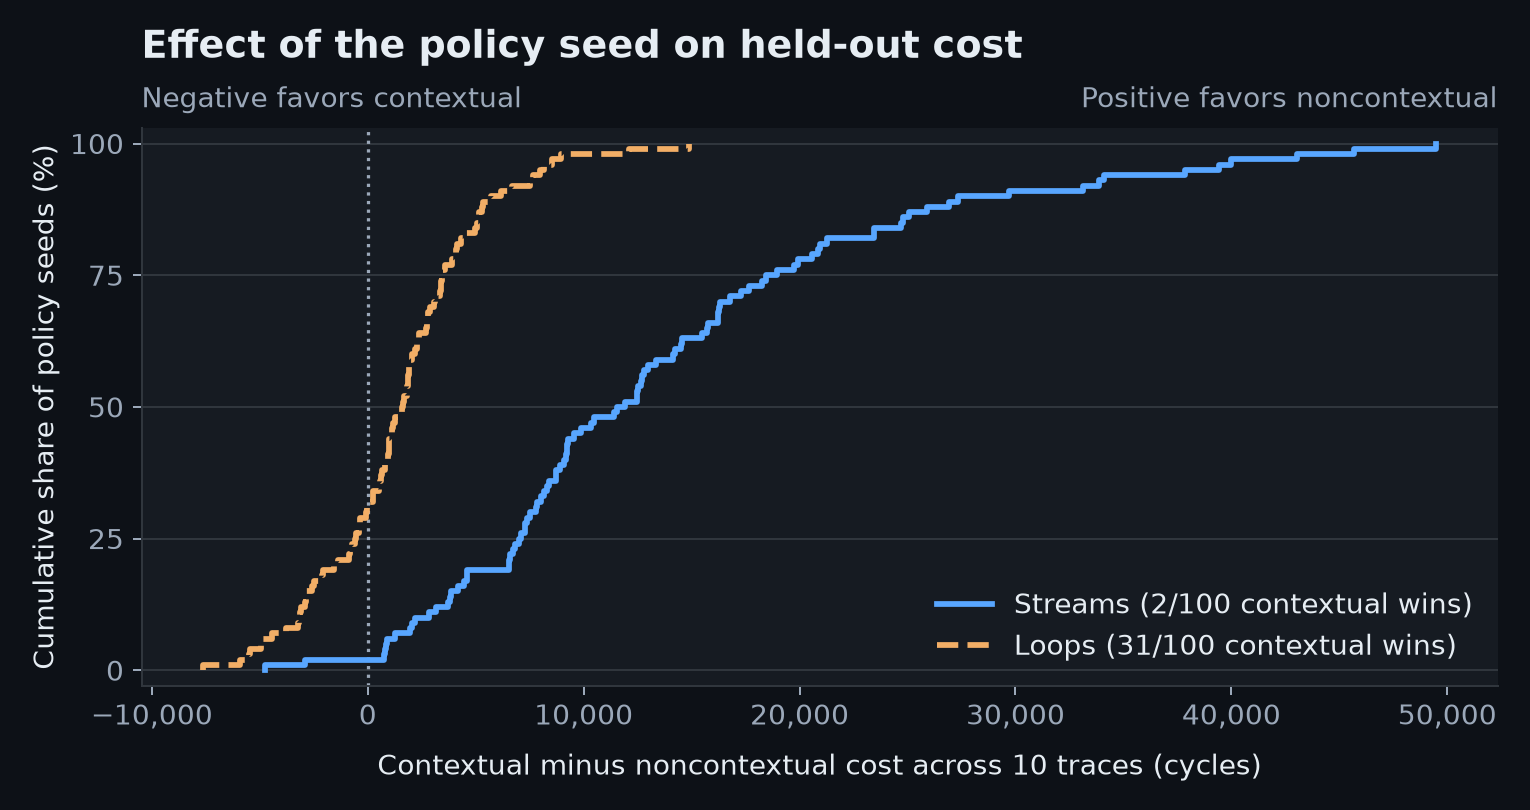 Effect of the policy seed on held-out cost
Negative favors contextual
Positive favors noncontextual
Cumulative share of policy seeds (%)
100
75
50
25
0
Streams (2/100 contextual wins)
Loops (31/100 contextual wins)
−10,000
0
10,000
20,000
30,000
40,000
50,000
Contextual minus noncontextual cost across 10 traces (cycles)